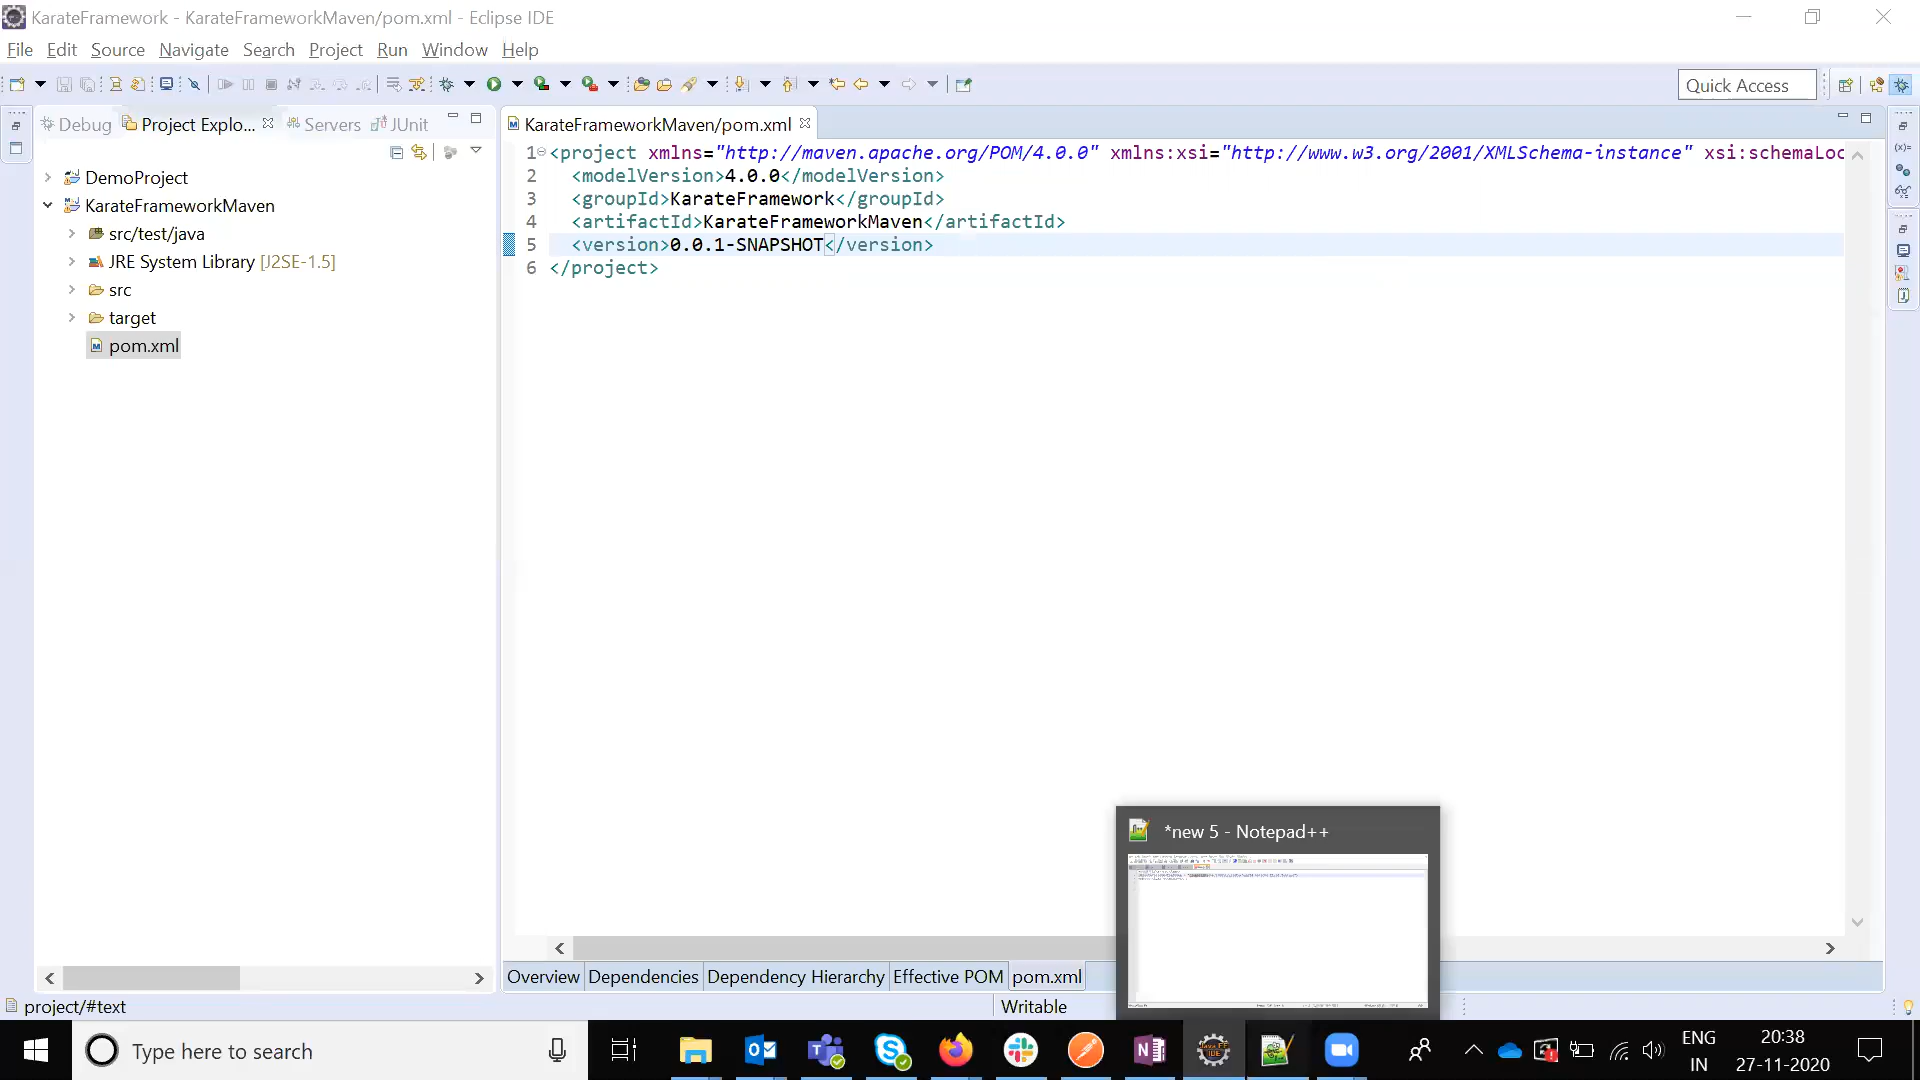 KarateFramework - KarateFrameworkMaven/pom.xml - Eclipse IDE
File Edit Source Navigate Search Project Run Window Help
Quick Access
Debug Project Explo... Servers JUnit
KarateFrameworkMaven/pom.xml
DemoProject
KarateFrameworkMaven
src/test/java
JRE System Library [J2SE-1.5]
src
target
pom.xml
1 <project xmlns="http://maven.apache.org/POM/4.0.0" xmlns:xsi="http://www.w3.org/2001/XMLSchema-instance" xsi:schemaLoc
2 <modelVersion>4.0.0</modelVersion>
3 <groupId>KarateFramework</groupId>
4 <artifactId>KarateFrameworkMaven</artifactId>
5 <version>0.0.1-SNAPSHOT</version>
6 </project>
*new 5 - Notepad++
Overview Dependencies Dependency Hierarchy Effective POM pom.xml
project/#text
Writable
Type here to search
ENG
IN
20:38
27-11-2020